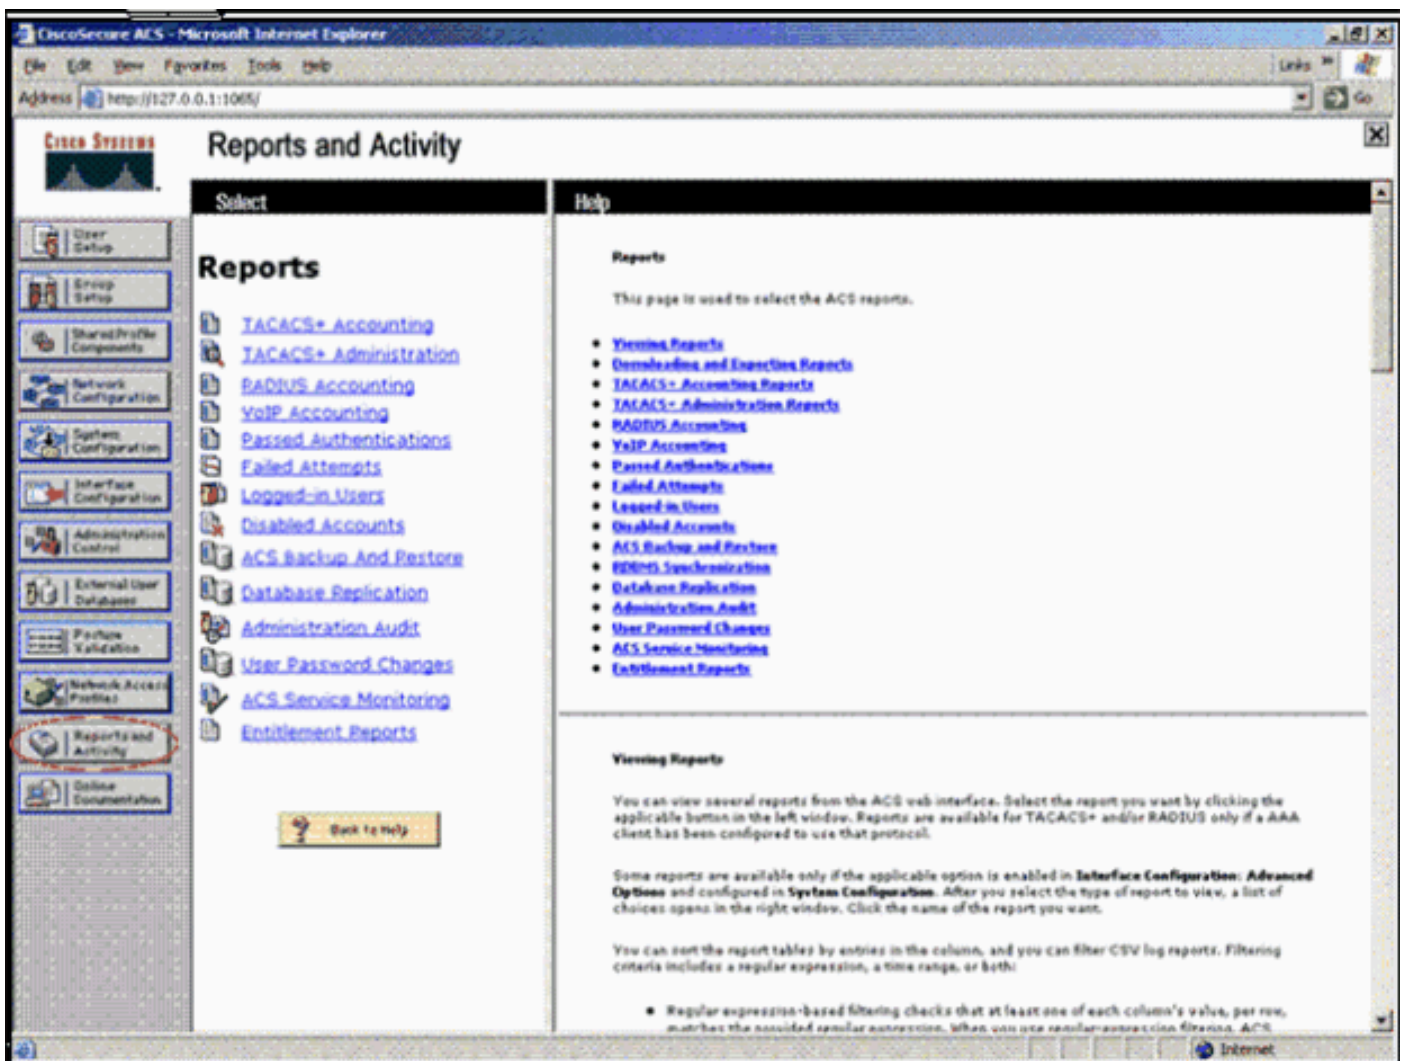 CiscoSecure ACS - Microsoft Internet Explorer
File Edit View Favorites Tools Help
Links »
Address http://127.0.0.1:1065/
Go
CISCO SYSTEMS
Reports and Activity
Select
Help
User Setup
Group Setup
Shared Profile Components
Network Configuration
System Configuration
Interface Configuration
Administration Control
External User Databases
Posture Validation
Network Access Profiles
Reports and Activity
Online Documentation
Reports
TACACS+ Accounting
TACACS+ Administration
RADIUS Accounting
VoIP Accounting
Passed Authentications
Failed Attempts
Logged-in Users
Disabled Accounts
ACS Backup And Restore
Database Replication
Administration Audit
User Password Changes
ACS Service Monitoring
Entitlement Reports
Back to Help
Reports
This page is used to select the ACS reports.
Viewing Reports
Downloading and Exporting Reports
TACACS+ Accounting Reports
TACACS+ Administration Reports
RADIUS Accounting
VoIP Accounting
Passed Authentications
Failed Attempts
Logged-in Users
Disabled Accounts
ACS Backup and Restore
RDBMS Synchronization
Database Replication
Administration Audit
User Password Changes
ACS Service Monitoring
Entitlement Reports
Viewing Reports
You can view several reports from the ACS web interface. Select the report you want by clicking the
applicable button in the left window. Reports are available for TACACS+ and/or RADIUS only if a AAA
client has been configured to use that protocol.
Some reports are available only if the applicable option is enabled in Interface Configuration: Advanced
Options and configured in System Configuration. After you select the type of report to view, a list of
choices opens in the right window. Click the name of the report you want.
You can sort the report tables by entries in the column, and you can filter CSV log reports. Filtering
criteria includes a regular expression, a time range, or both:
Regular expression-based filtering checks that at least one of each column's value, per row,
matches the provided regular expression. When you use regular-expression filtering, ACS
Internet